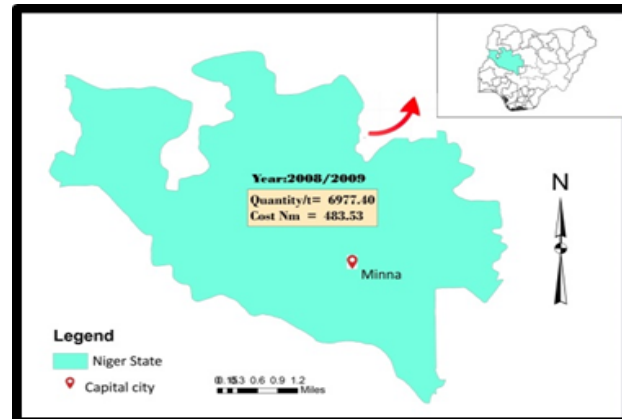 Year:2008/2009
Quantity/t= 6977.40
Cost Nm = 483.53
N
Minna
Legend
Niger State
Capital city
0 0.150.3 0.6 0.9 1.2
Miles